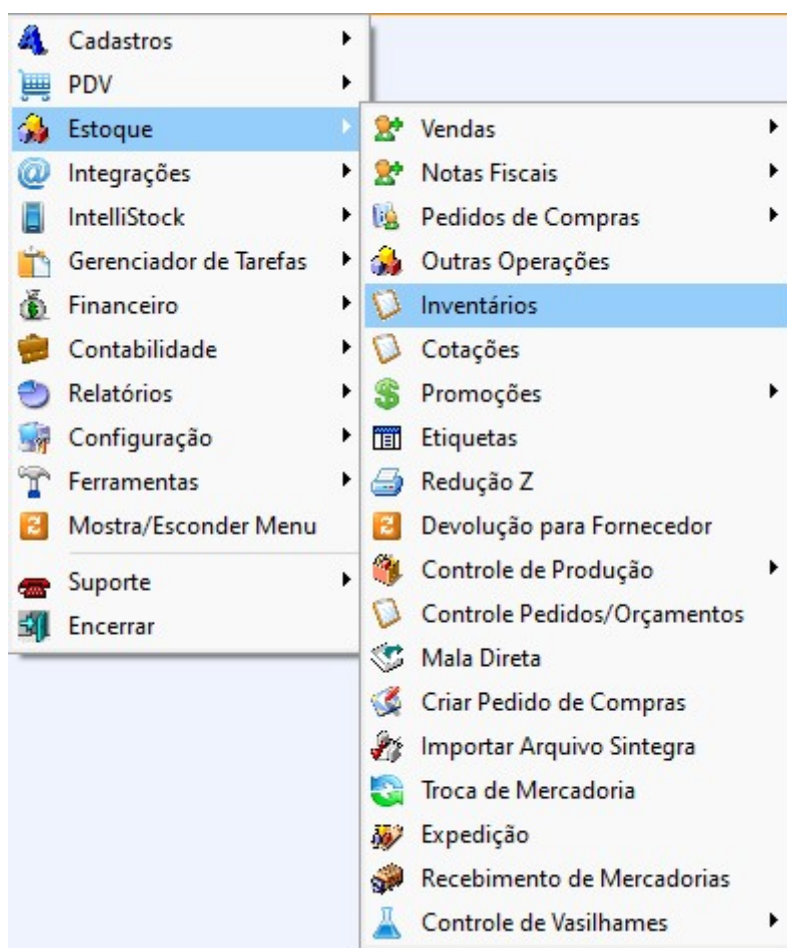 Cadastros
PDV
Estoque
Integrações
IntelliStock
Gerenciador de Tarefas
Financeiro
Contabilidade
Relatórios
Configuração
Ferramentas
Mostra/Esconder Menu
Suporte
Encerrar
Vendas
Notas Fiscais
Pedidos de Compras
Outras Operações
Inventários
Cotações
Promoções
Etiquetas
Redução Z
Devolução para Fornecedor
Controle de Produção
Controle Pedidos/Orçamentos
Mala Direta
Criar Pedido de Compras
Importar Arquivo Sintegra
Troca de Mercadoria
Expedição
Recebimento de Mercadorias
Controle de Vasilhames